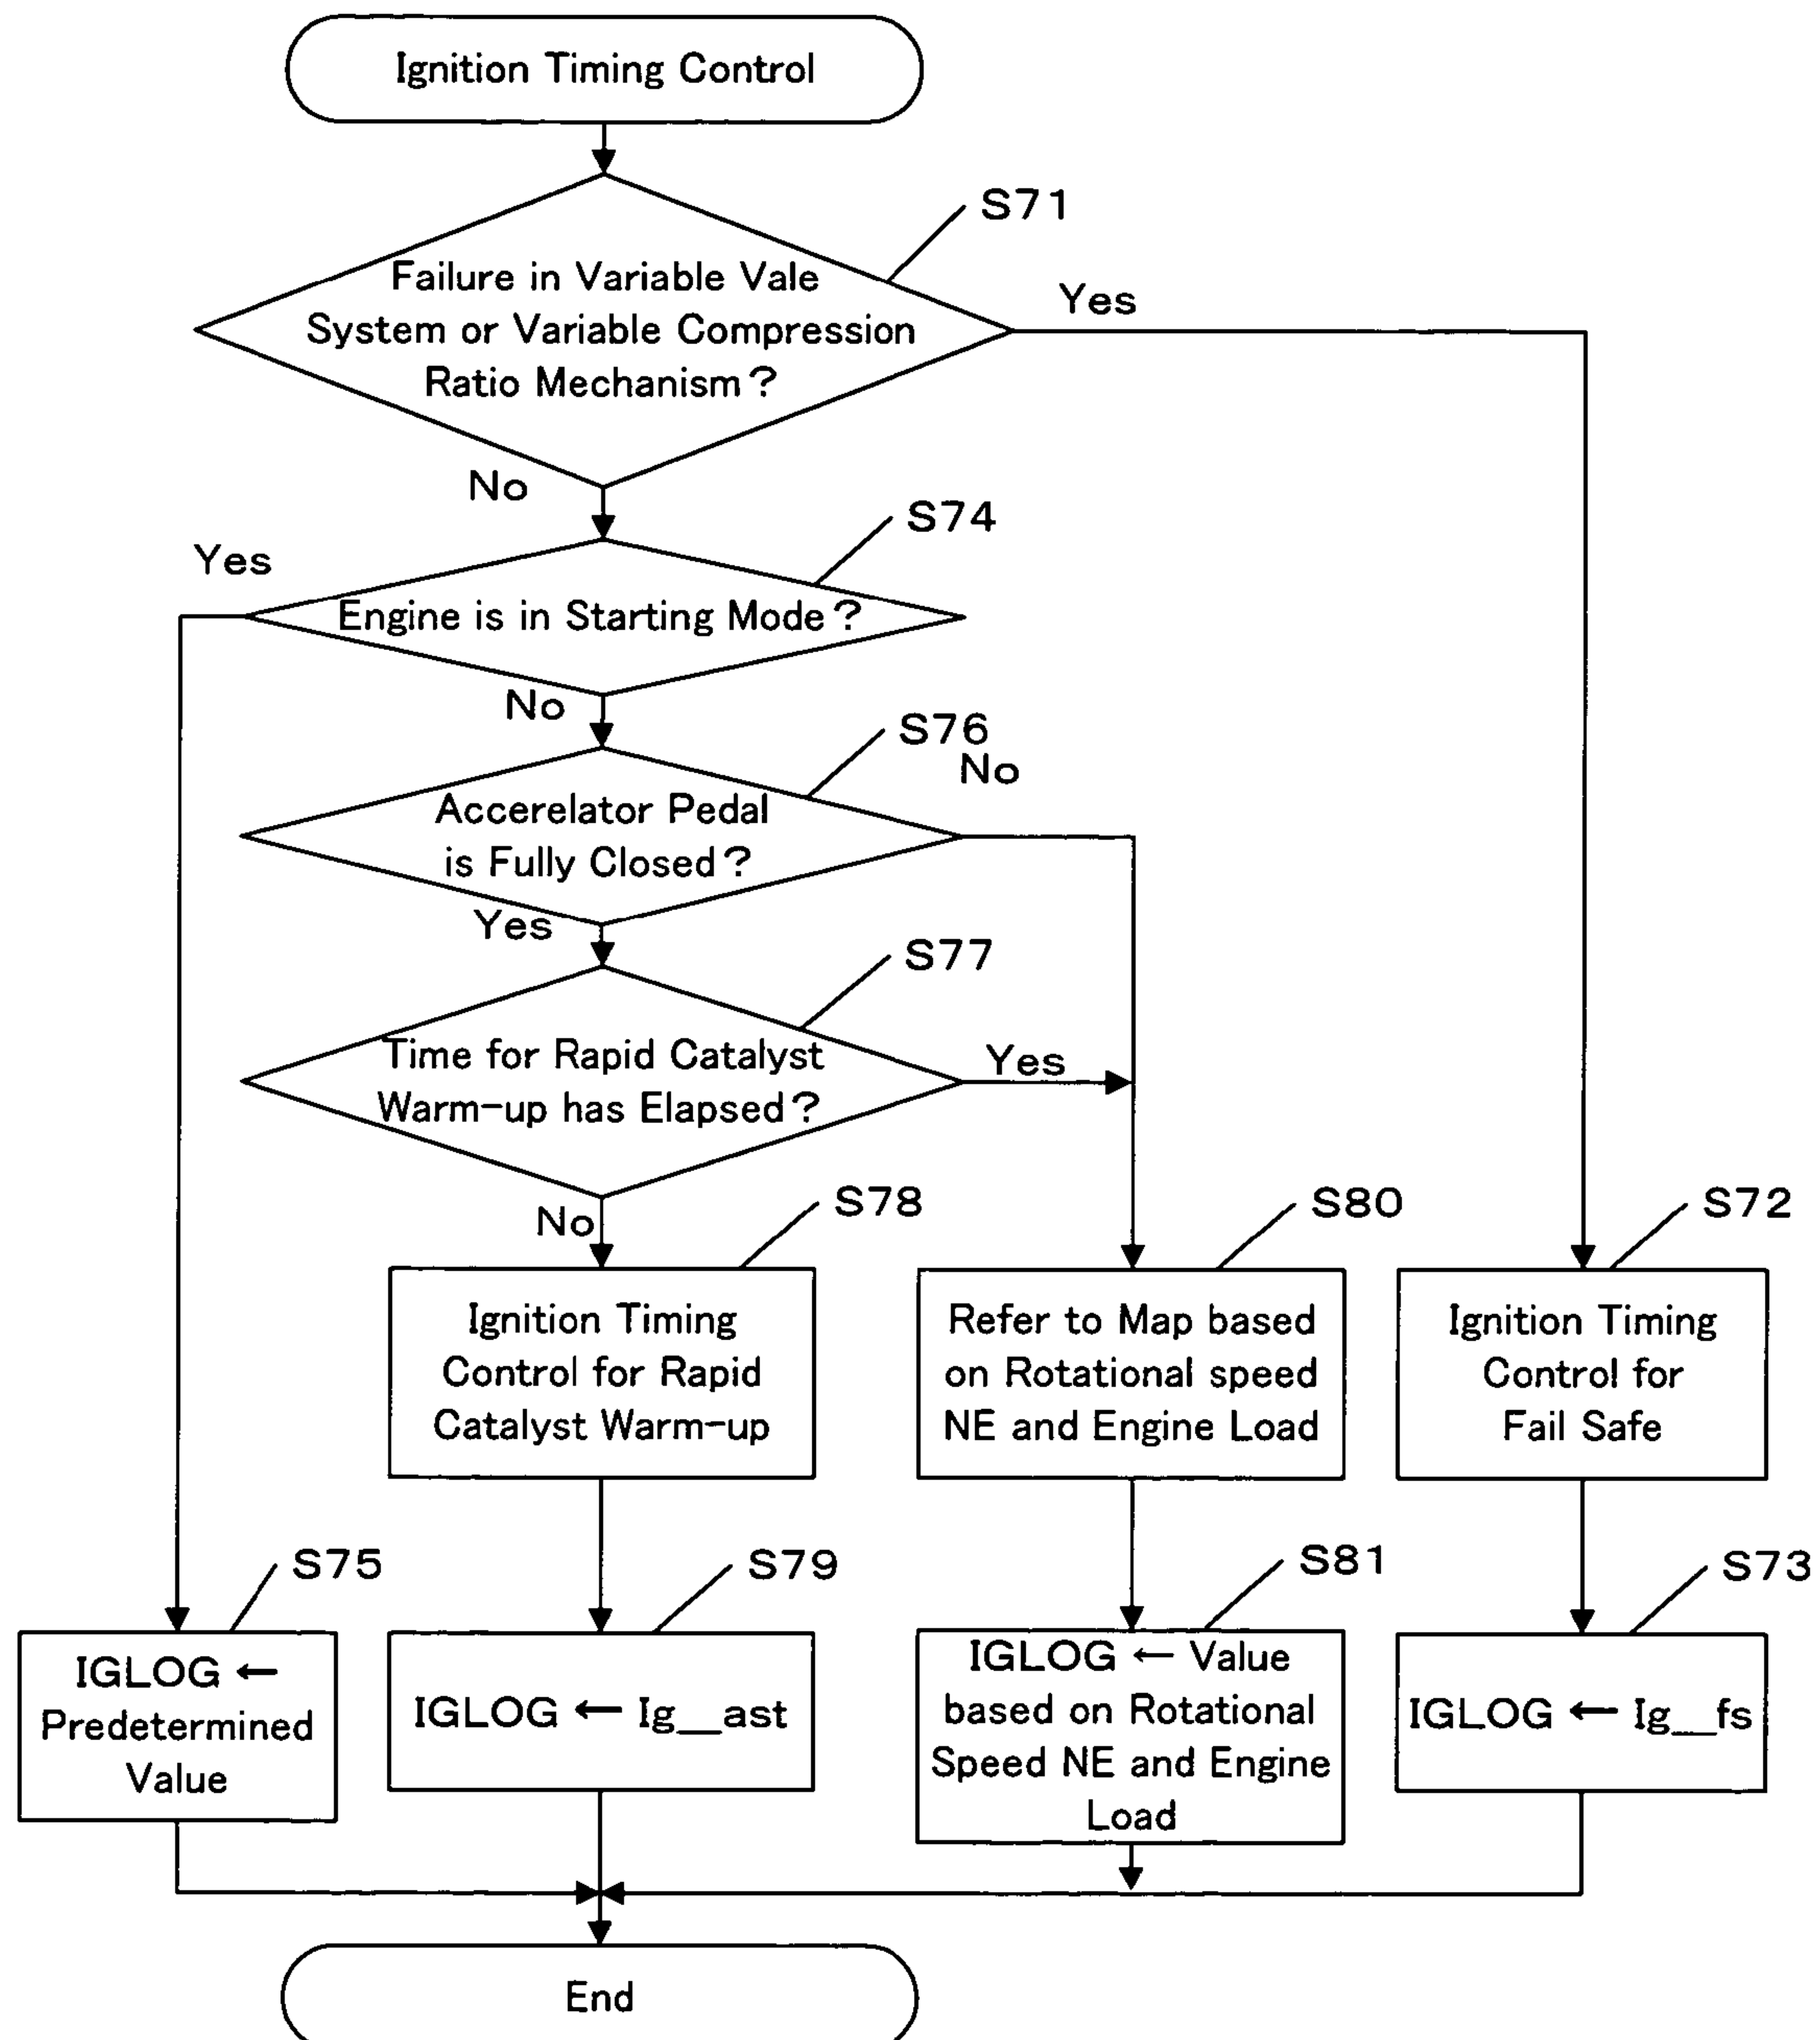 Ignition Timing Control
S71
Failure in Variable Vale
System or Variable Compression
Ratio Mechanism?
Yes
No
S74
Yes
Engine is in Starting Mode?
No
S76
No
Accerelator Pedal
is Fully Closed?
Yes
S77
Time for Rapid Catalyst
Warm-up has Elapsed?
Yes
No
S78
Ignition Timing
Control for Rapid
Catalyst Warm-up
S80
Refer to Map based
on Rotational speed
NE and Engine Load
S72
Ignition Timing
Control for
Fail Safe
S75
IGLOG ←
Predetermined
Value
S79
IGLOG ← Ig__ast
S81
IGLOG ← Value
based on Rotational
Speed NE and Engine
Load
S73
IGLOG ← Ig__fs
End